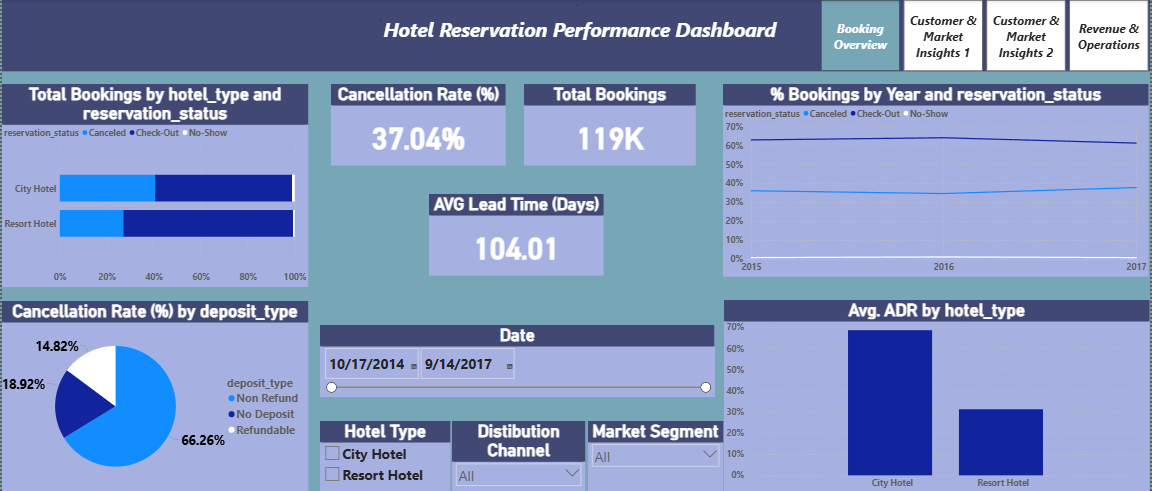 Hotel Reservation Performance Dashboard
Booking
Overview
Customer &
Market
Insights 1
Customer &
Market
Insights 2
Revenue &
Operations
Total Bookings by hotel_type and
reservation_status
reservation_status Canceled Check-Out No-Show
City Hotel
Resort Hotel
0% 20% 40% 60% 80% 100%
Cancellation Rate (%)
37.04%
Total Bookings
119K
AVG Lead Time (Days)
104.01
% Bookings by Year and reservation_status
reservation_status Canceled Check-Out No-Show
70%
60%
50%
40%
30%
20%
10%
0%
2015 2016 2017
Cancellation Rate (%) by deposit_type
14.82%
18.92%
66.26%
deposit_type
Non Refund
No Deposit
Refundable
Date
10/17/2014 9/14/2017
Hotel Type
City Hotel
Resort Hotel
Distibution
Channel
All
Market Segment
All
Avg. ADR by hotel_type
70%
60%
50%
40%
30%
20%
10%
0%
City Hotel Resort Hotel